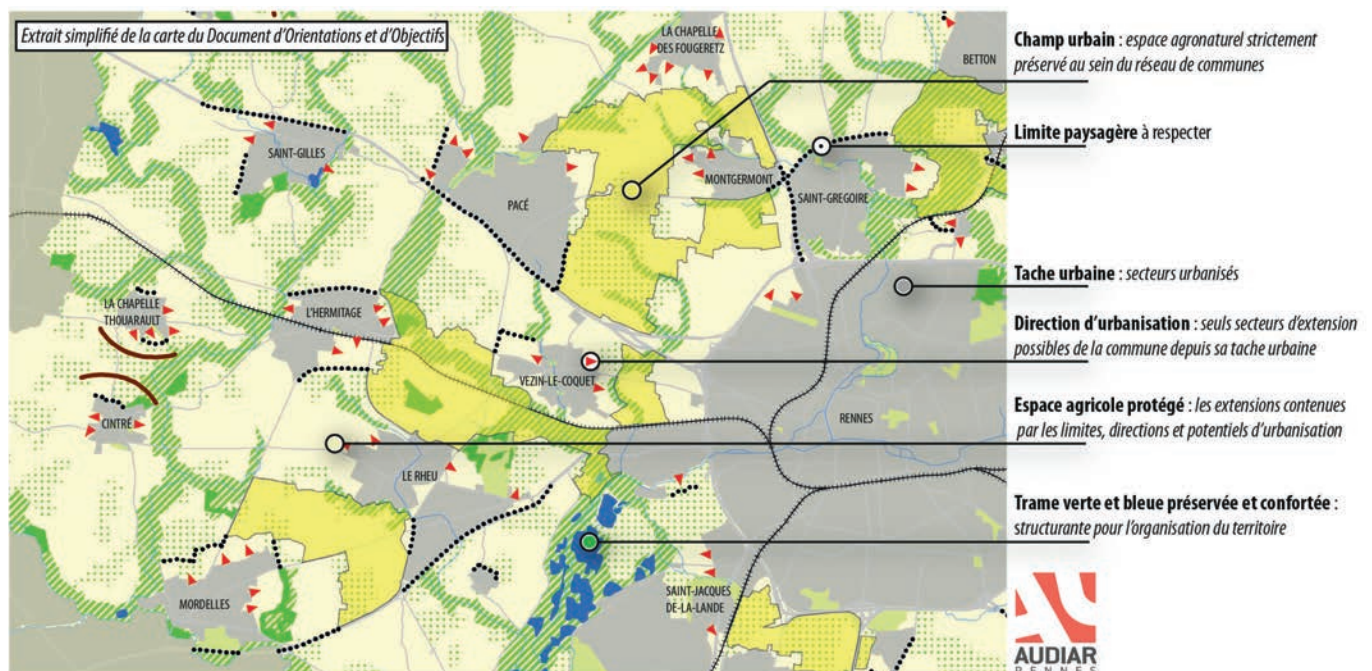 Extrait simplifié de la carte du Document d'Orientations et d'Objectifs
LA CHAPELLE
DES FOUGERETZ
BETTON
SAINT-GILLES
PACÉ
MONTGERMONT
SAINT-GREGOIRE
LA CHAPELLE
THOUARAULT
L'HERMITAGE
VEZIN-LE-COQUET
RENNES
CINTRÉ
LE RHEU
MORDELLES
SAINT-JACQUES
DE-LA-LANDE
Champ urbain : espace agronaturel strictement
préservé au sein du réseau de communes
Limite paysagère à respecter
Tache urbaine : secteurs urbanisés
Direction d'urbanisation : seuls secteurs d'extension
possibles de la commune depuis sa tache urbaine
Espace agricole protégé : les extensions contenues
par les limites, directions et potentiels d'urbanisation
Trame verte et bleue préservée et confortée :
structurante pour l'organisation du territoire
AUDIAR
RENNES